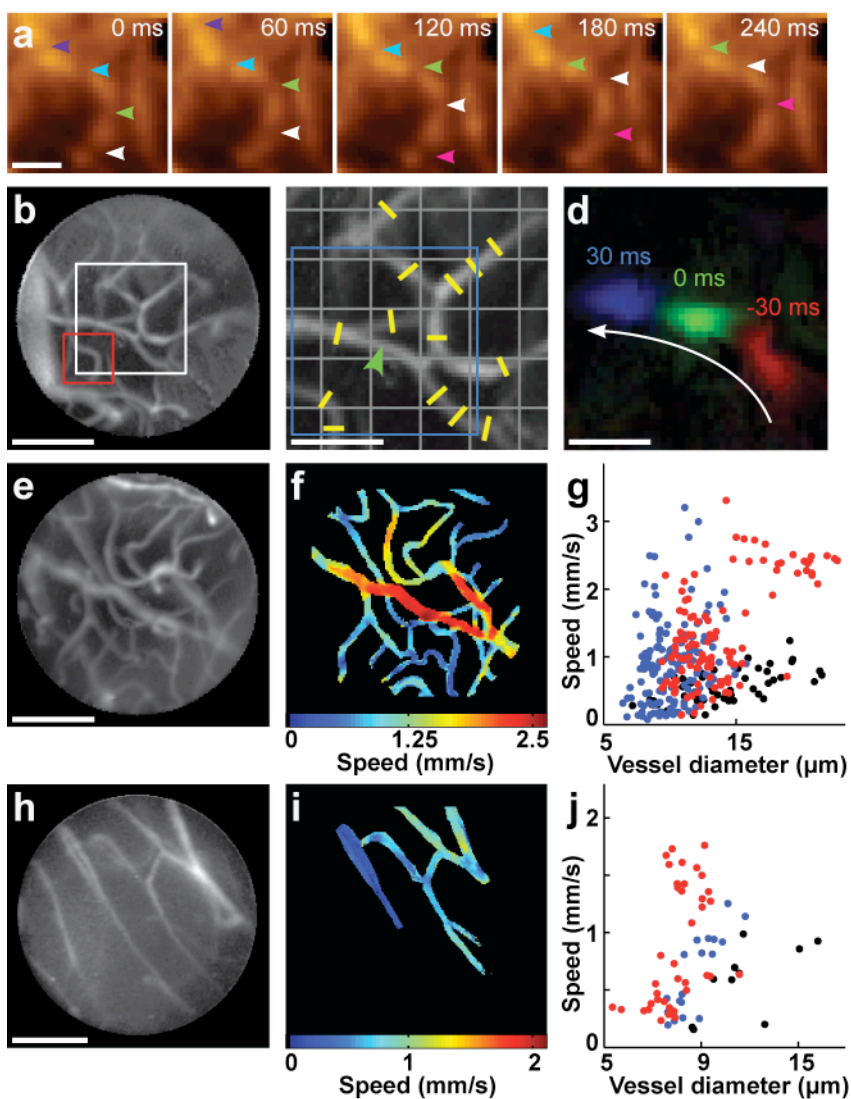 a
0 ms
60 ms
120 ms
180 ms
240 ms
b
d
30 ms
0 ms
-30 ms
e
f
0
1.25
2.5
Speed (mm/s)
g
3
2
1
0
Speed (mm/s)
5
15
Vessel diameter (µm)
h
i
0
1
2
Speed (mm/s)
j
2
1
0
Speed (mm/s)
5
9
15
Vessel diameter (µm)